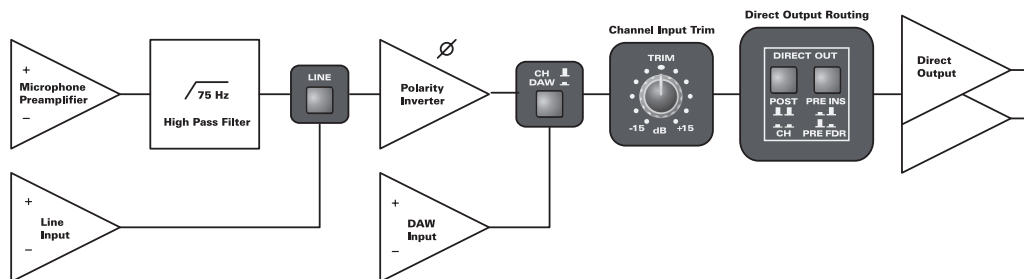 Channel Input Trim
Direct Output Routing
+
Microphone
Preamplifier
–
75 Hz
High Pass Filter
LINE
Polarity
Inverter
CH
DAW
TRIM
-15 dB +15
DIRECT OUT
POST PRE INS
CH PRE FDR
Direct
Output
+
Line
Input
–
+
DAW
Input
–